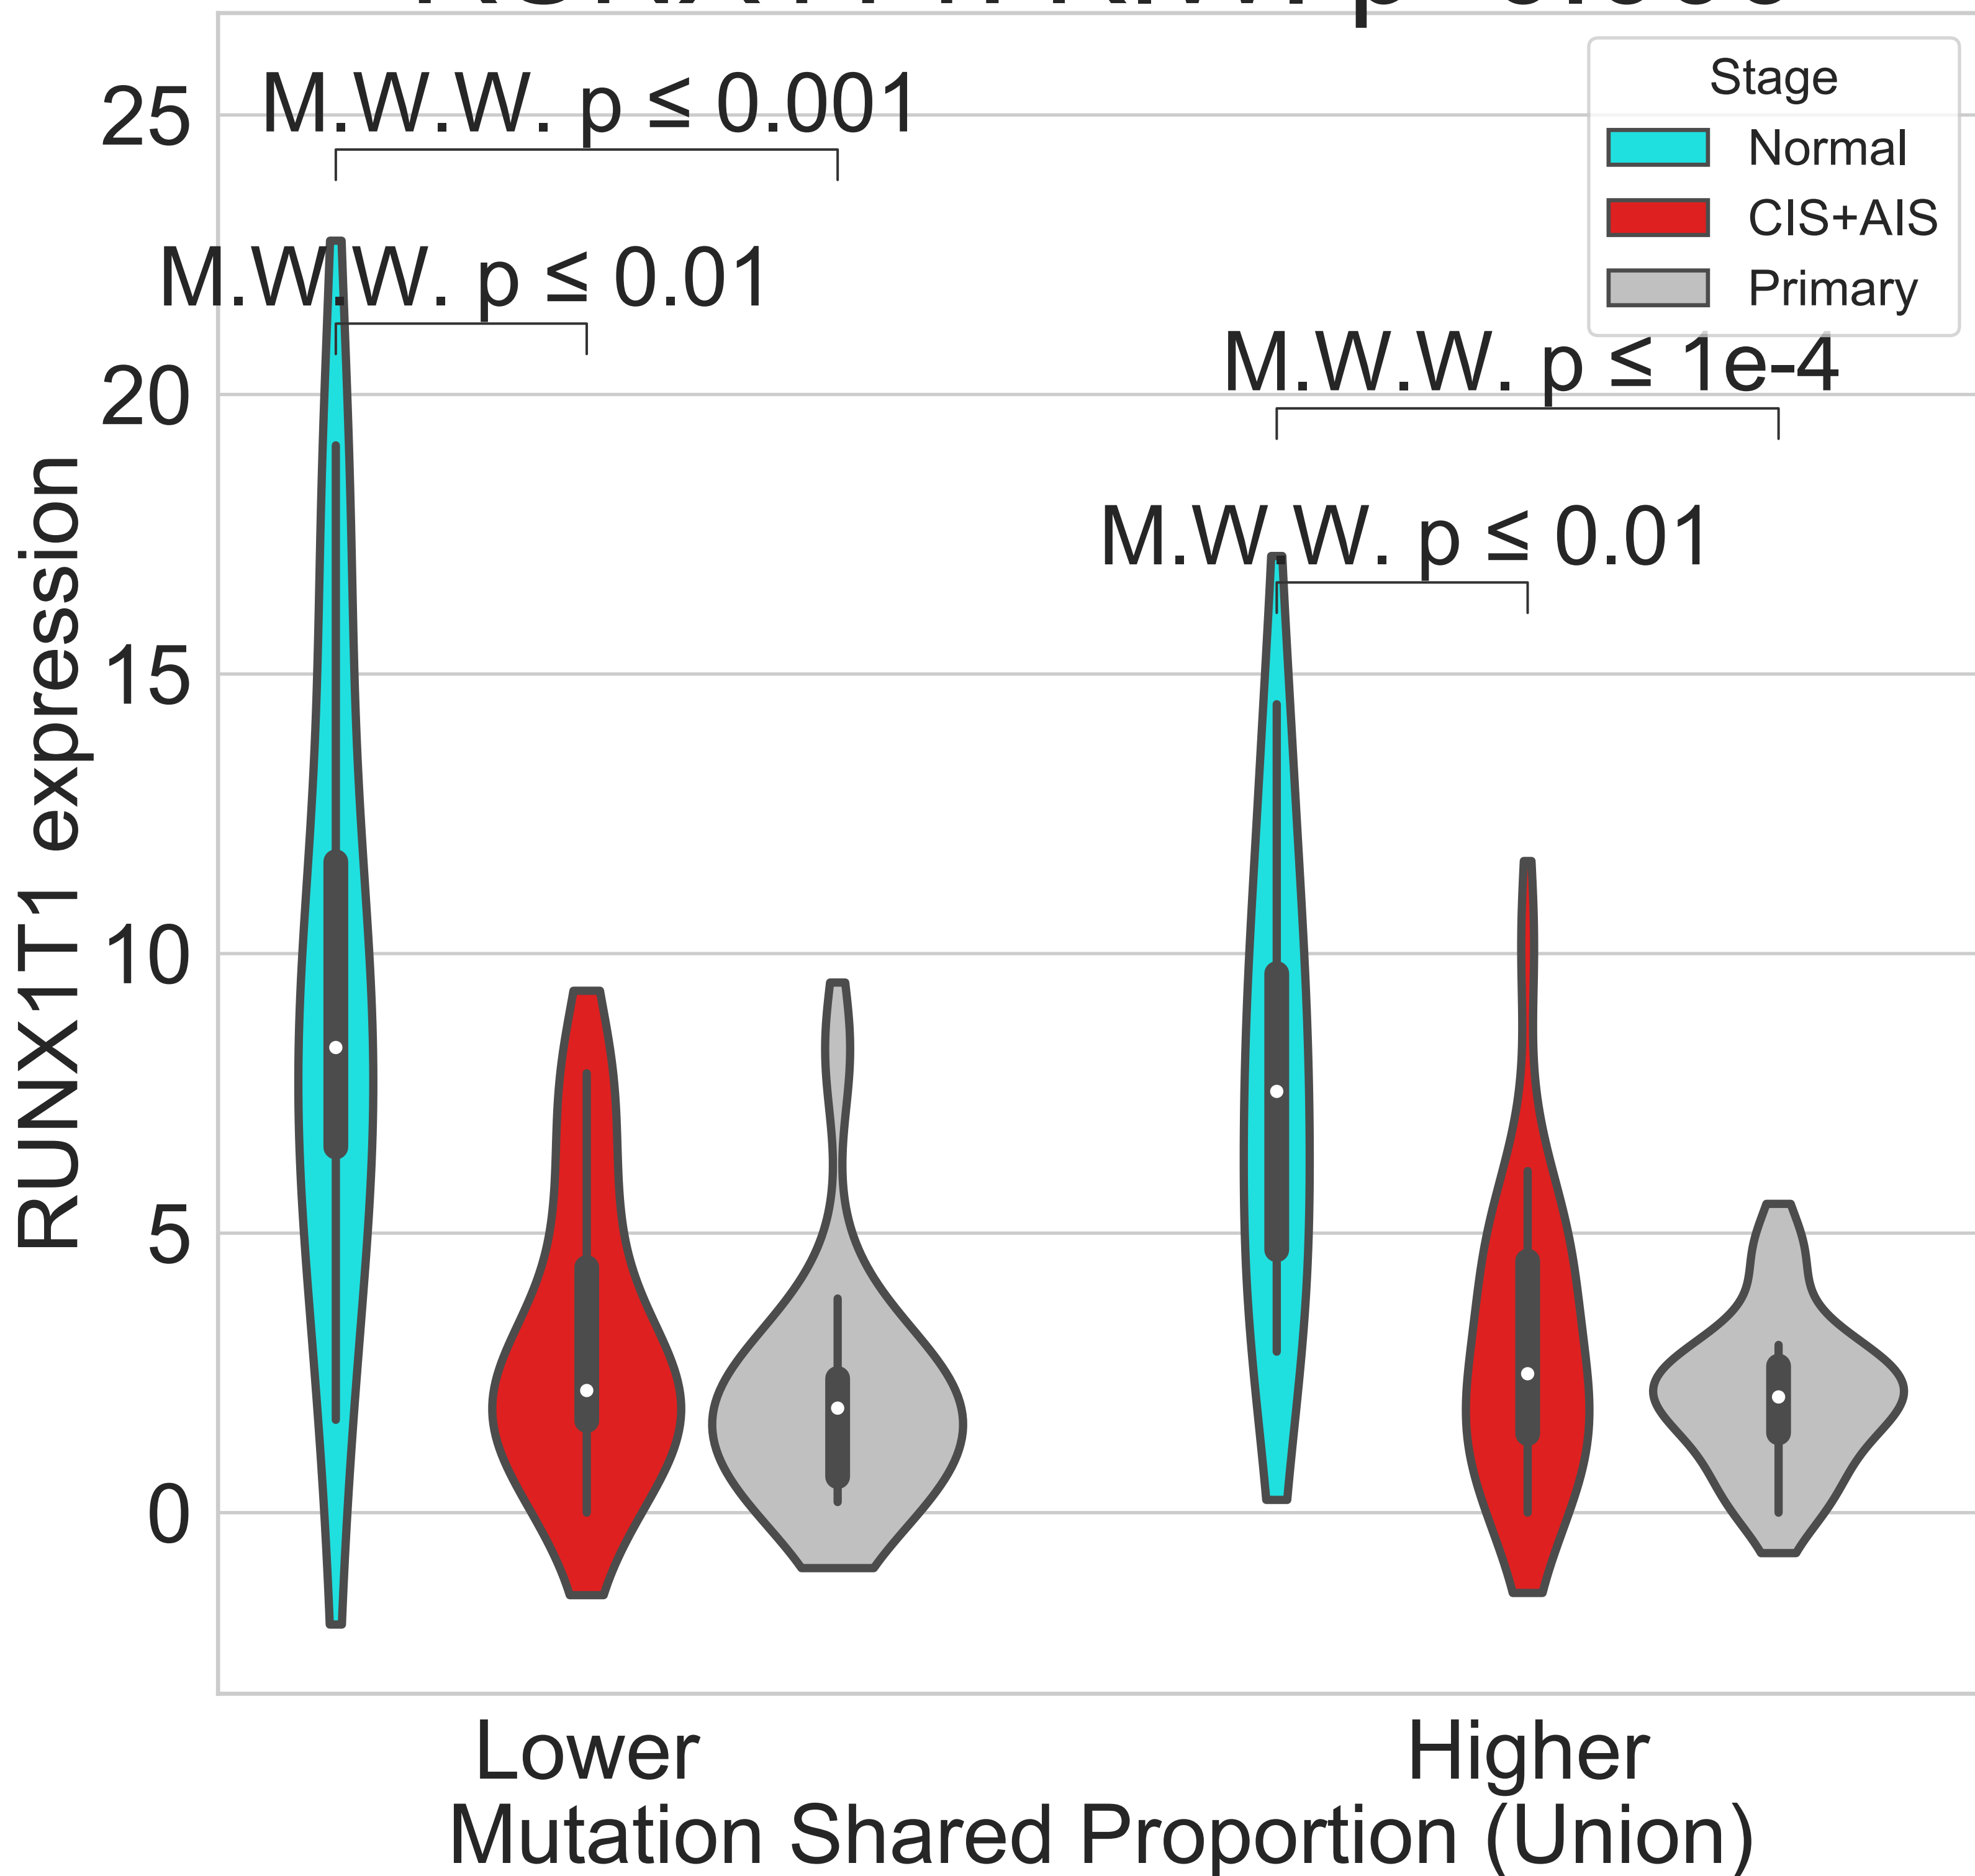 M.W.W. p ≤ 0.001
M.W.W. p ≤ 0.01
M.W.W. p ≤ 1e-4
M.W.W. p ≤ 0.01
Stage
Normal
CIS+AIS
Primary
RUNX1T1 expression
25
20
15
10
5
0
Lower
Higher
Mutation Shared Proportion (Union)